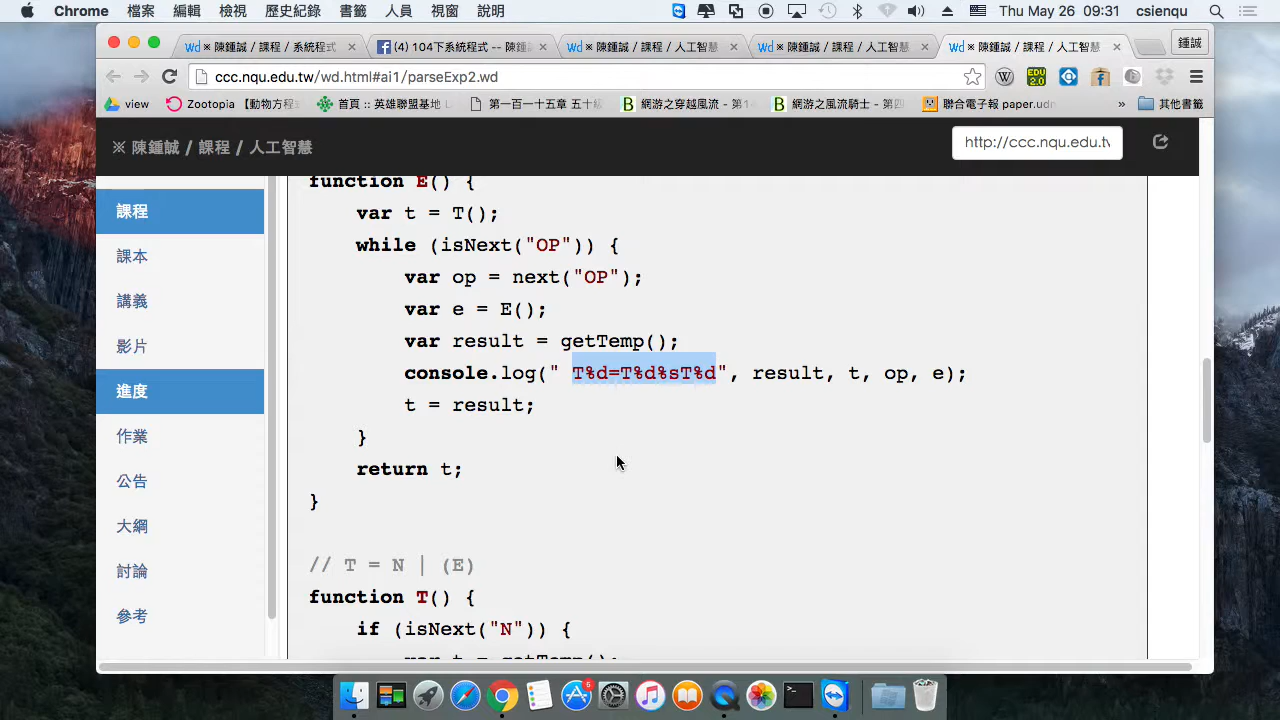 Chrome 檔案 編輯 檢視 歷史紀錄 書籤 人員 視窗 說明 Thu May 26 09:31 csienqu
Wd ※ 陳鍾誠 / 課程 / 系統程式 × (4) 104下系統程式 -- 陳鍾 × Wd ※ 陳鍾誠 / 課程 / 人工智慧 × Wd ※ 陳鍾誠 / 課程 / 人工智慧 × Wd ※ 陳鍾誠 / 課程 / 人工智慧 × 鍾誠
ccc.nqu.edu.tw/wd.html#ai1/parseExp2.wd
view Zootopia 【動物方程 首頁 :: 英雄聯盟基地 第一百一十五章 五十 B 網游之穿越風流 - 第1 B 網游之風流騎士 - 第四 聯合電子報 paper.udn » 其他書籤
※ 陳鍾誠 / 課程 / 人工智慧 http://ccc.nqu.edu.tv
課程
課本
講義
影片
進度
作業
公告
大綱
討論
參考
function E() {
var t = T();
while (isNext("OP")) {
var op = next("OP");
var e = E();
var result = getTemp();
console.log(" T%d=T%d%sT%d", result, t, op, e);
t = result;
}
return t;
}
// T = N | (E)
function T() {
if (isNext("N")) {
var t = getTemp();